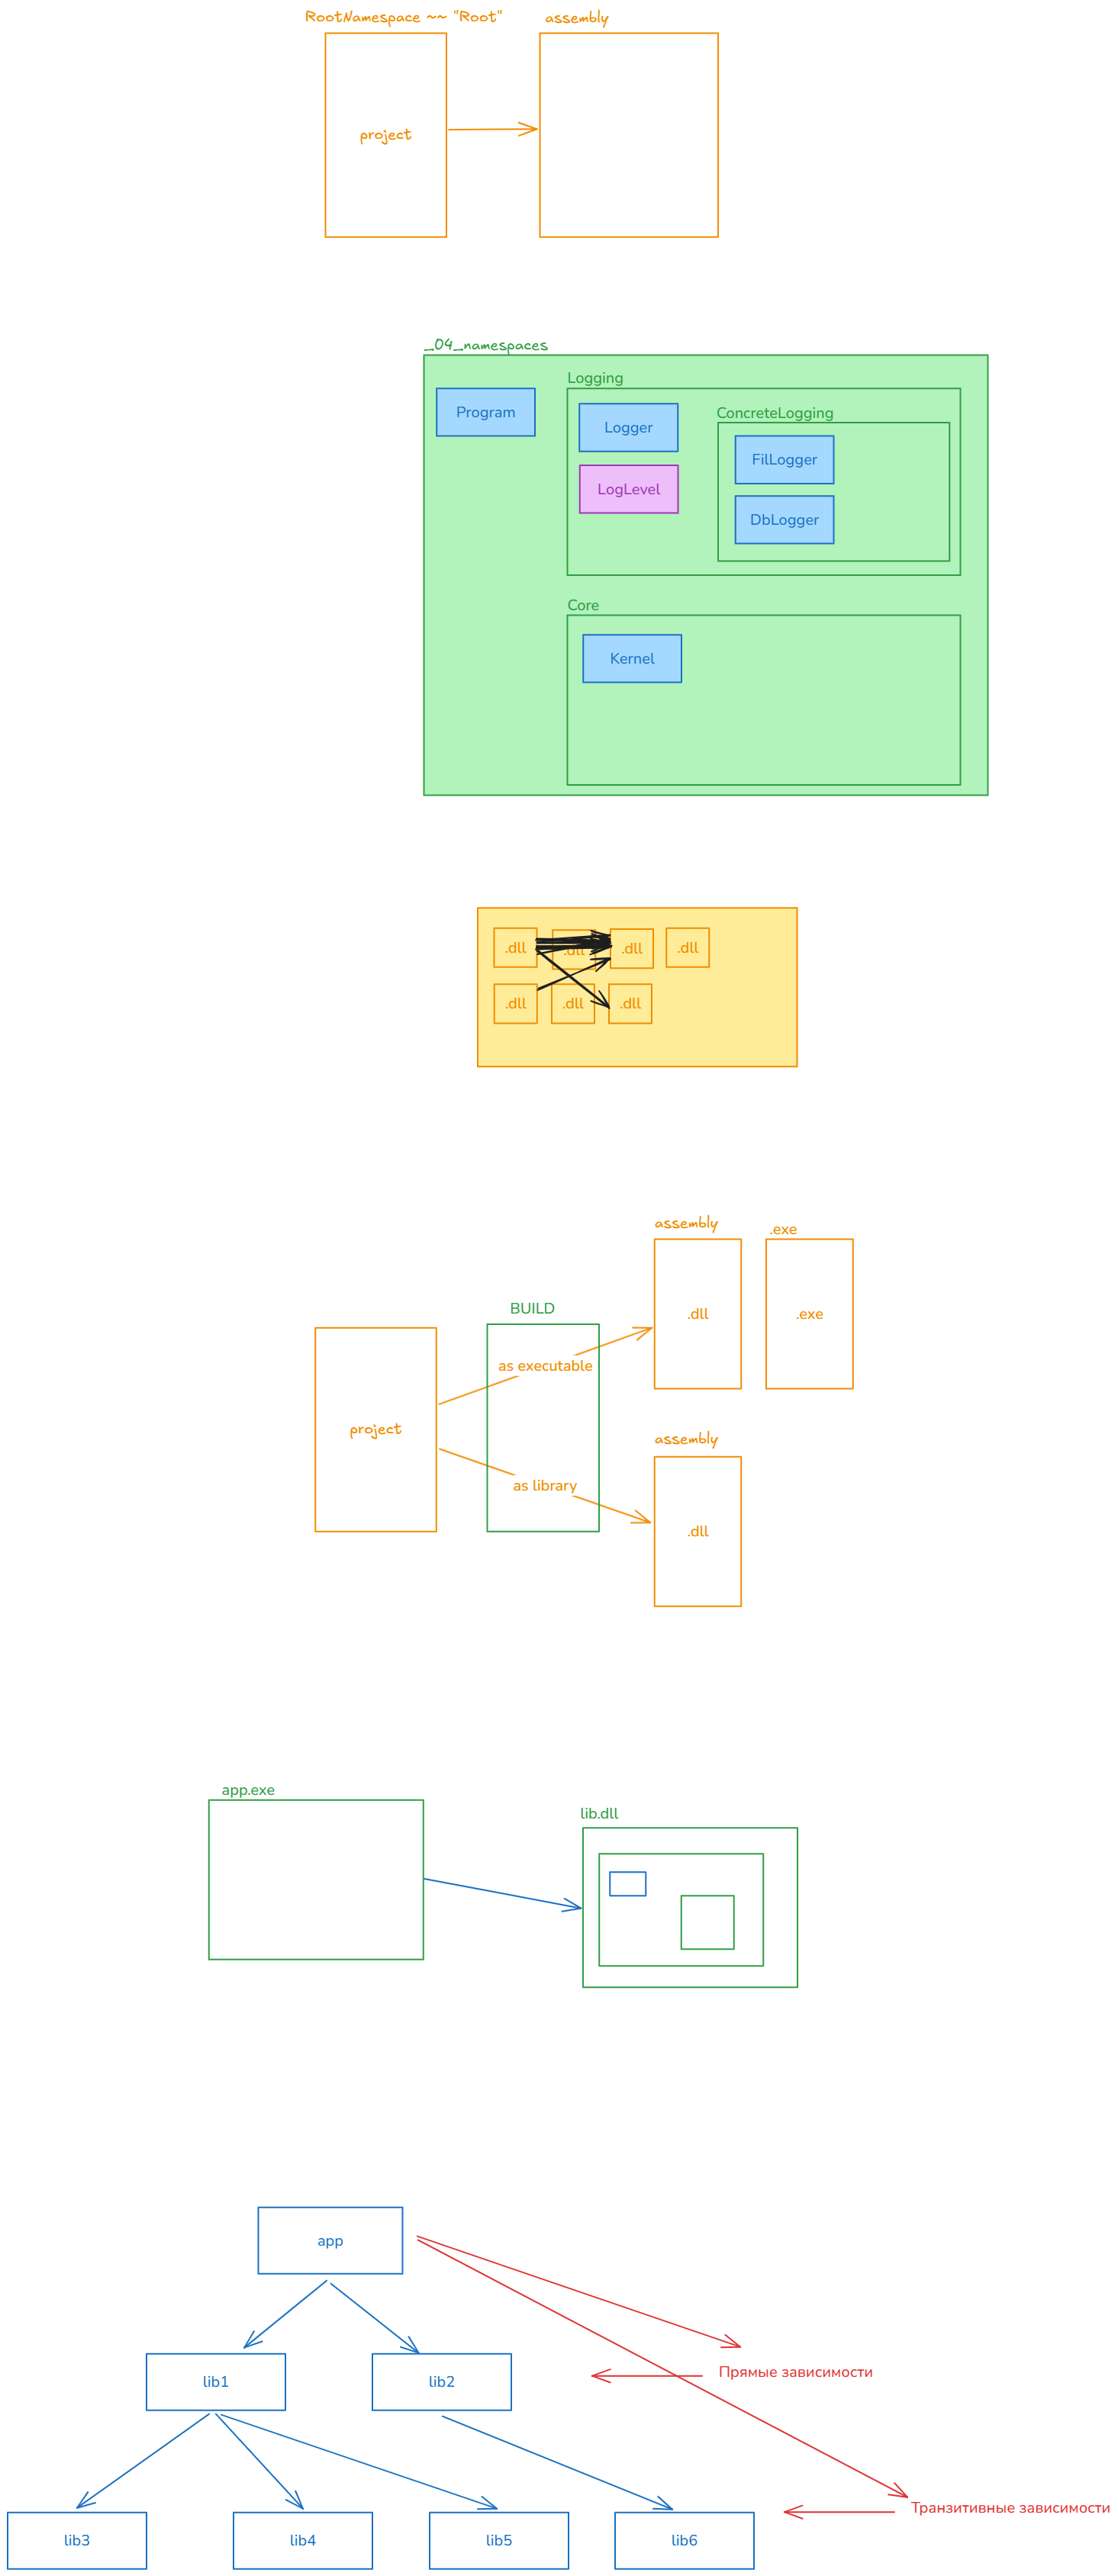 RootNamespace ~~ "Root"
assembly
project
_04_namespaces
Program
Logging
Logger
LogLevel
ConcreteLogging
FilLogger
DbLogger
Core
Kernel
.dll
.dll
.dll
.dll
.dll
.dll
.dll
assembly
.exe
.dll
.exe
BUILD
as executable
project
as library
assembly
.dll
app.exe
lib.dll
app
lib1
lib2
Прямые зависимости
lib3
lib4
lib5
lib6
Транзитивные зависимости